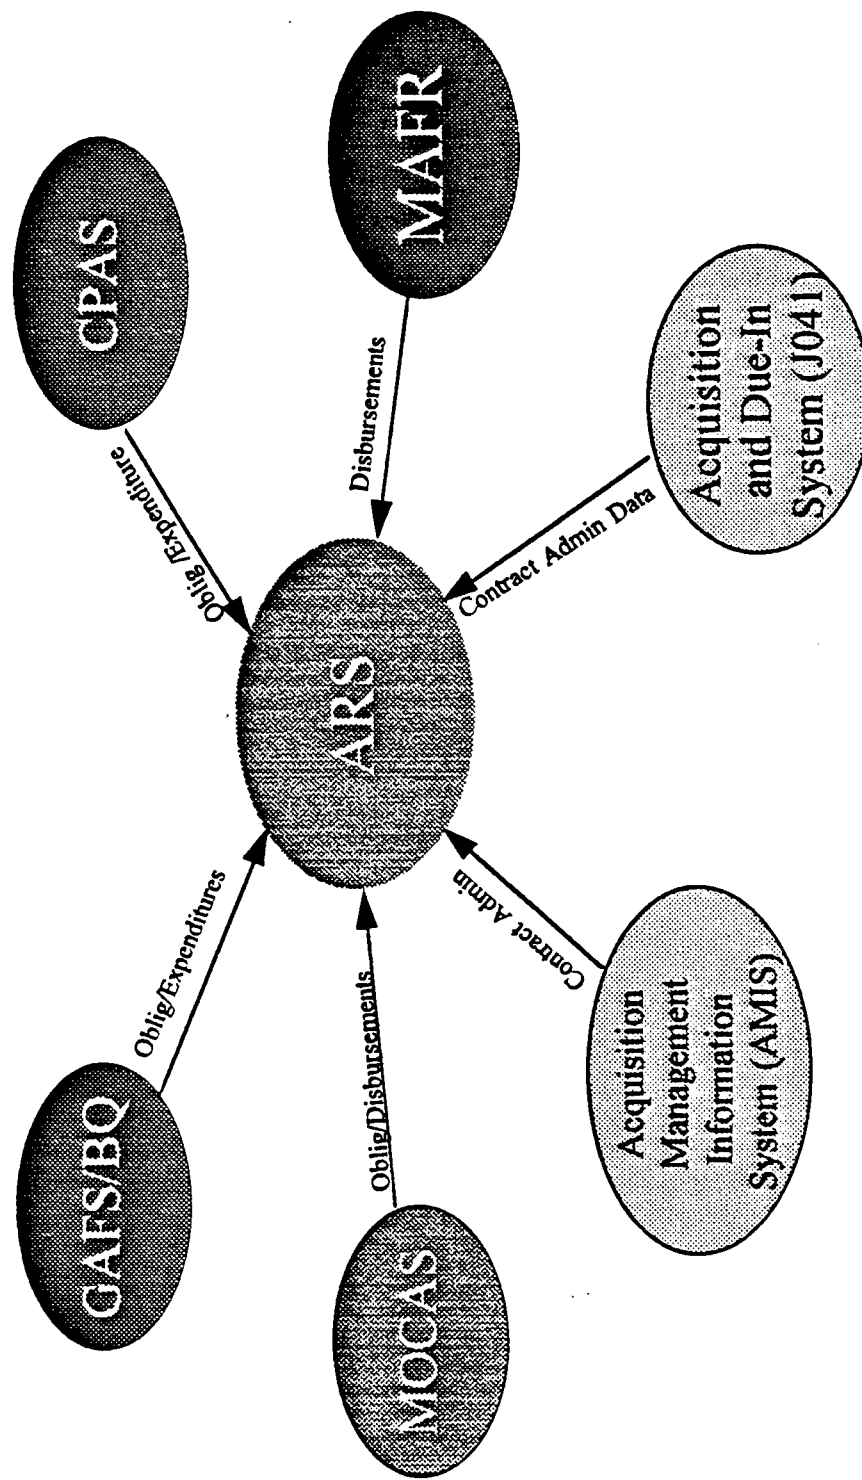 GAFS/BQ
CPAS
Oblig/Expenditures
Oblig /Expenditure
MOCAS
Oblig/Disbursements
ARS
Disbursements
MAFR
Contract Admin
Contract Admin Data
Acquisition
Management
Information
System (AMIS)
Acquisition
and Due-In
System (J041)